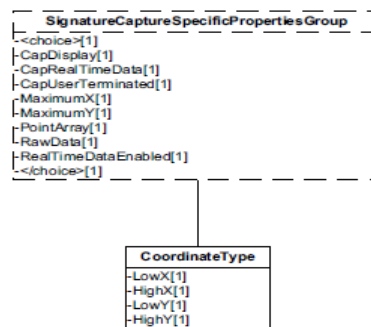 SignatureCaptureSpecificPropertiesGroup
-<choice>[1]
-CapDisplay[1]
-CapRealTimeData[1]
-CapUserTerminated[1]
-MaximumX[1]
-MaximumY[1]
-PointArray[1]
-RawData[1]
-RealTimeDataEnabled[1]
-</choice>[1]
CoordinateType
-LowX[1]
-HighX[1]
-LowY[1]
-HighY[1]